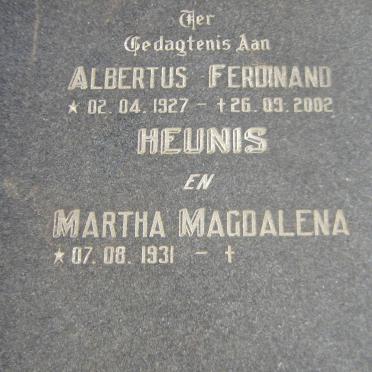 Ter
Gedagtenis Aan
ALBERTUS FERDINAND
★ 02. 04. 1927 – † 26. 09. 2002
HEUNIS
EN
MARTHA MAGDALENA
★ 07. 08. 1931 – †